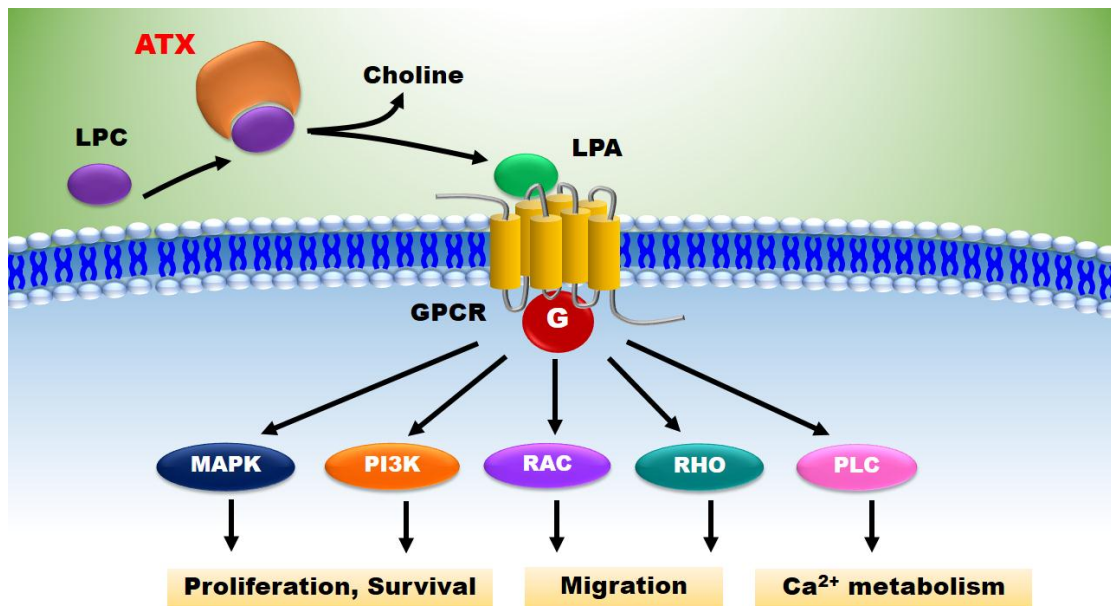 ATX
Choline
LPC
LPA
GPCR
G
MAPK
PI3K
RAC
RHO
PLC
Proliferation, Survival
Migration
Ca²⁺ metabolism